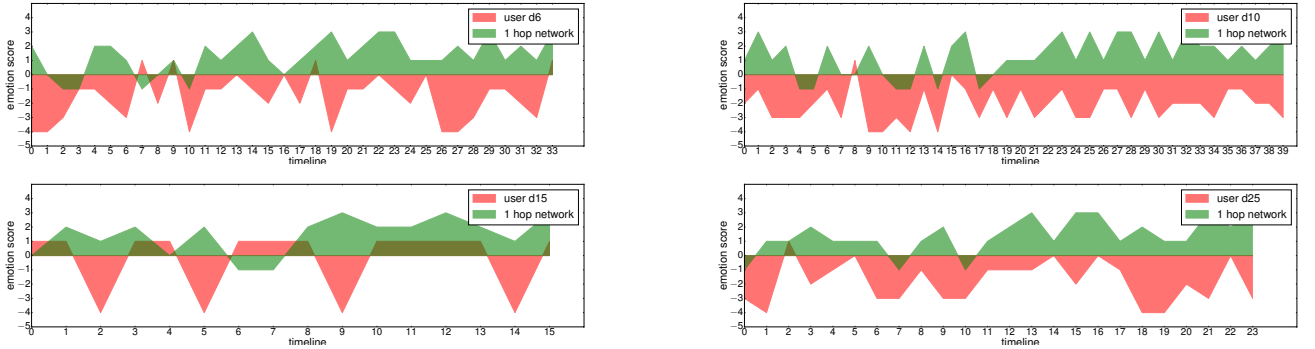 emotion score
4
3
2
1
0
−1
−2
−3
−4
−5
user d6
1 hop network
0 1 2 3 4 5 6 7 8 9 10 11 12 13 14 15 16 17 18 19 20 21 22 23 24 25 26 27 28 29 30 31 32 33
timeline
emotion score
4
3
2
1
0
−1
−2
−3
−4
−5
user d10
1 hop network
0 1 2 3 4 5 6 7 8 9 10 11 12 13 14 15 16 17 18 19 20 21 22 23 24 25 26 27 28 29 30 31 32 33 34 35 36 37 38 39
timeline
emotion score
4
3
2
1
0
−1
−2
−3
−4
−5
user d15
1 hop network
0 1 2 3 4 5 6 7 8 9 10 11 12 13 14 15
timeline
emotion score
4
3
2
1
0
−1
−2
−3
−4
−5
user d25
1 hop network
0 1 2 3 4 5 6 7 8 9 10 11 12 13 14 15 16 17 18 19 20 21 22 23
timeline